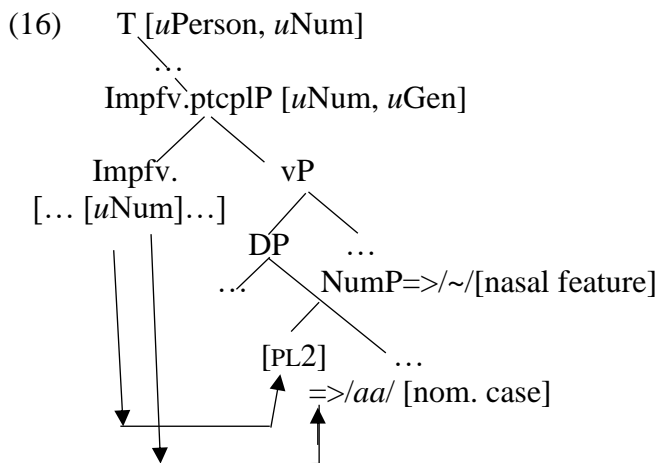 (16) T [uPerson, uNum]
…
Impfv.ptcplP [uNum, uGen]
Impfv. vP
[… [uNum]…]
DP …
… NumP=>/~/[nasal feature]
[PL2] …
=>/aa/ [nom. case]